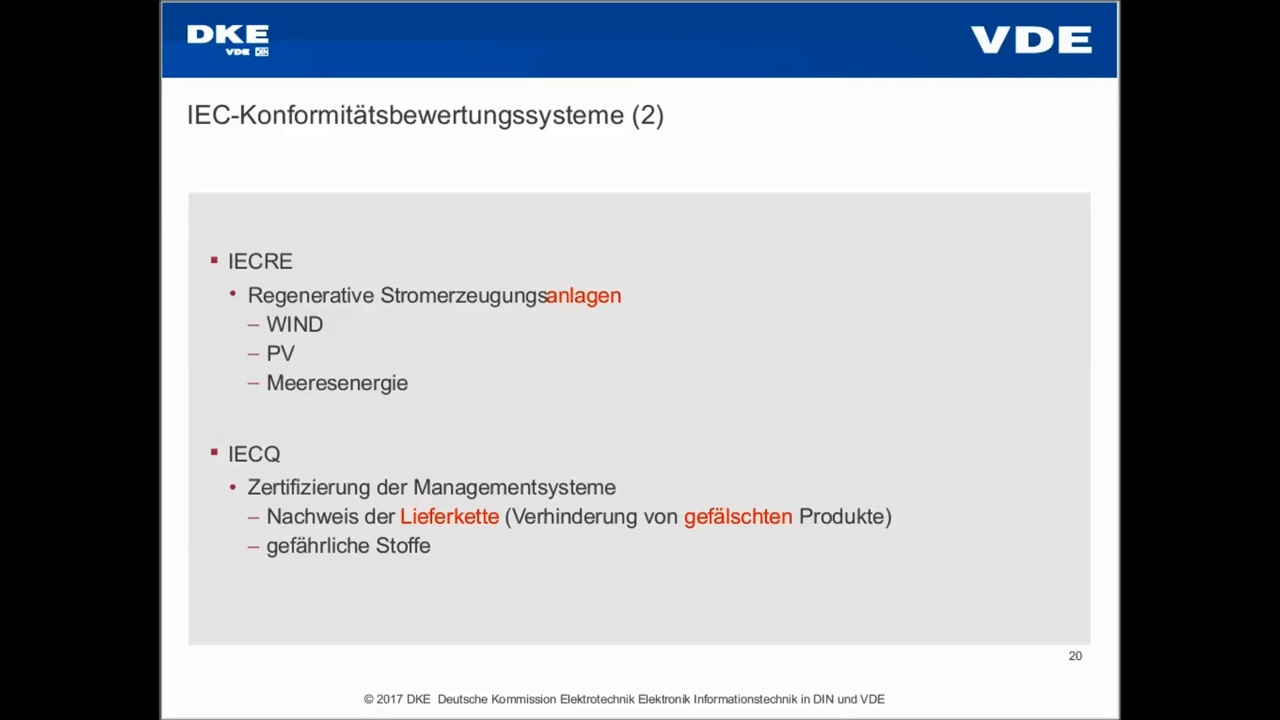 DKE
VDE DIN
VDE
IEC-Konformitätsbewertungssysteme (2)
IECRE
Regenerative Stromerzeugungsanlagen
– WIND
– PV
– Meeresenergie
IECQ
Zertifizierung der Managementsysteme
– Nachweis der Lieferkette (Verhinderung von gefälschten Produkte)
– gefährliche Stoffe
20
© 2017 DKE Deutsche Kommission Elektrotechnik Elektronik Informationstechnik in DIN und VDE